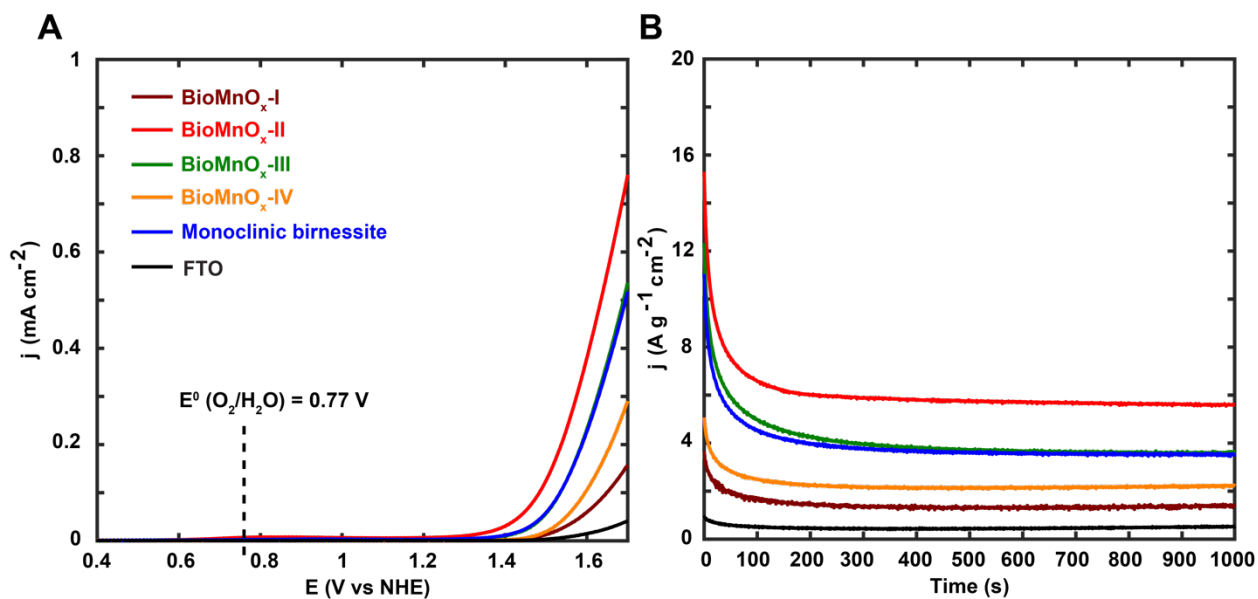 A
j (mA cm-2)
1
0.8
0.6
0.4
0.2
0
BioMnOx-I
BioMnOx-II
BioMnOx-III
BioMnOx-IV
Monoclinic birnessite
FTO
E0 (O2/H2O) = 0.77 V
0.4 0.6 0.8 1 1.2 1.4 1.6
E (V vs NHE)
B
j (A g-1 cm-2)
20
16
12
8
4
0
0 100 200 300 400 500 600 700 800 900 1000
Time (s)